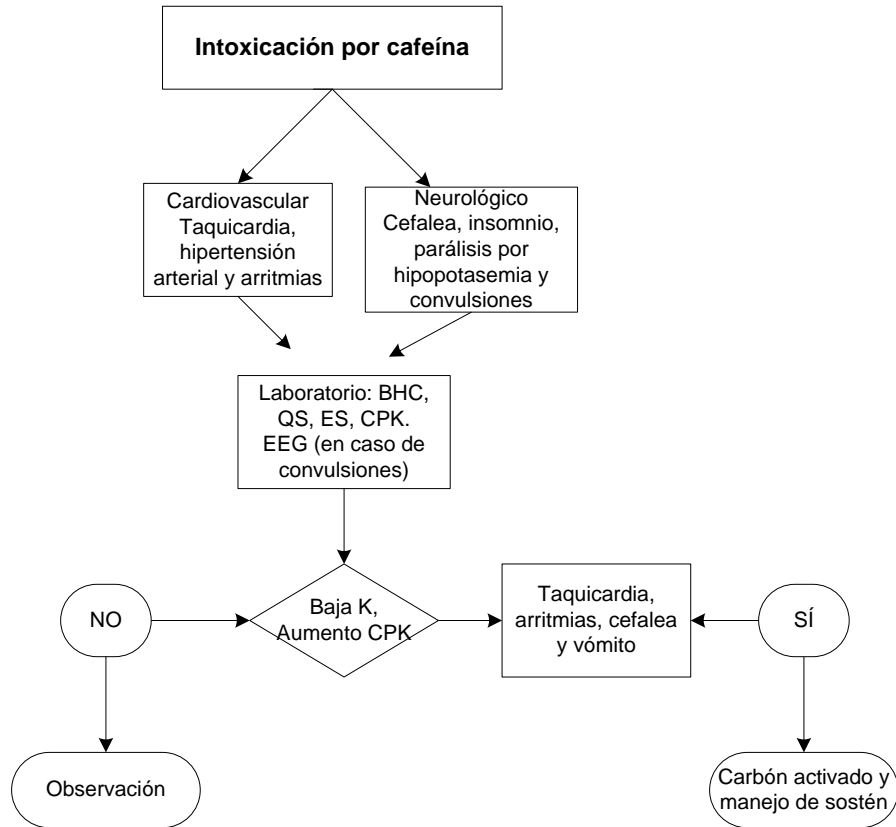 Intoxicación por cafeína
Cardiovascular
Taquicardia,
hipertensión
arterial y arritmias
Neurológico
Cefalea, insomnio,
parálisis por
hipopotasemia y
convulsiones
Laboratorio: BHC,
QS, ES, CPK.
EEG (en caso de
convulsiones)
NO
Baja K,
Aumento CPK
Taquicardia,
arritmias, cefalea
y vómito
SÍ
Observación
Carbón activado y
manejo de sostén